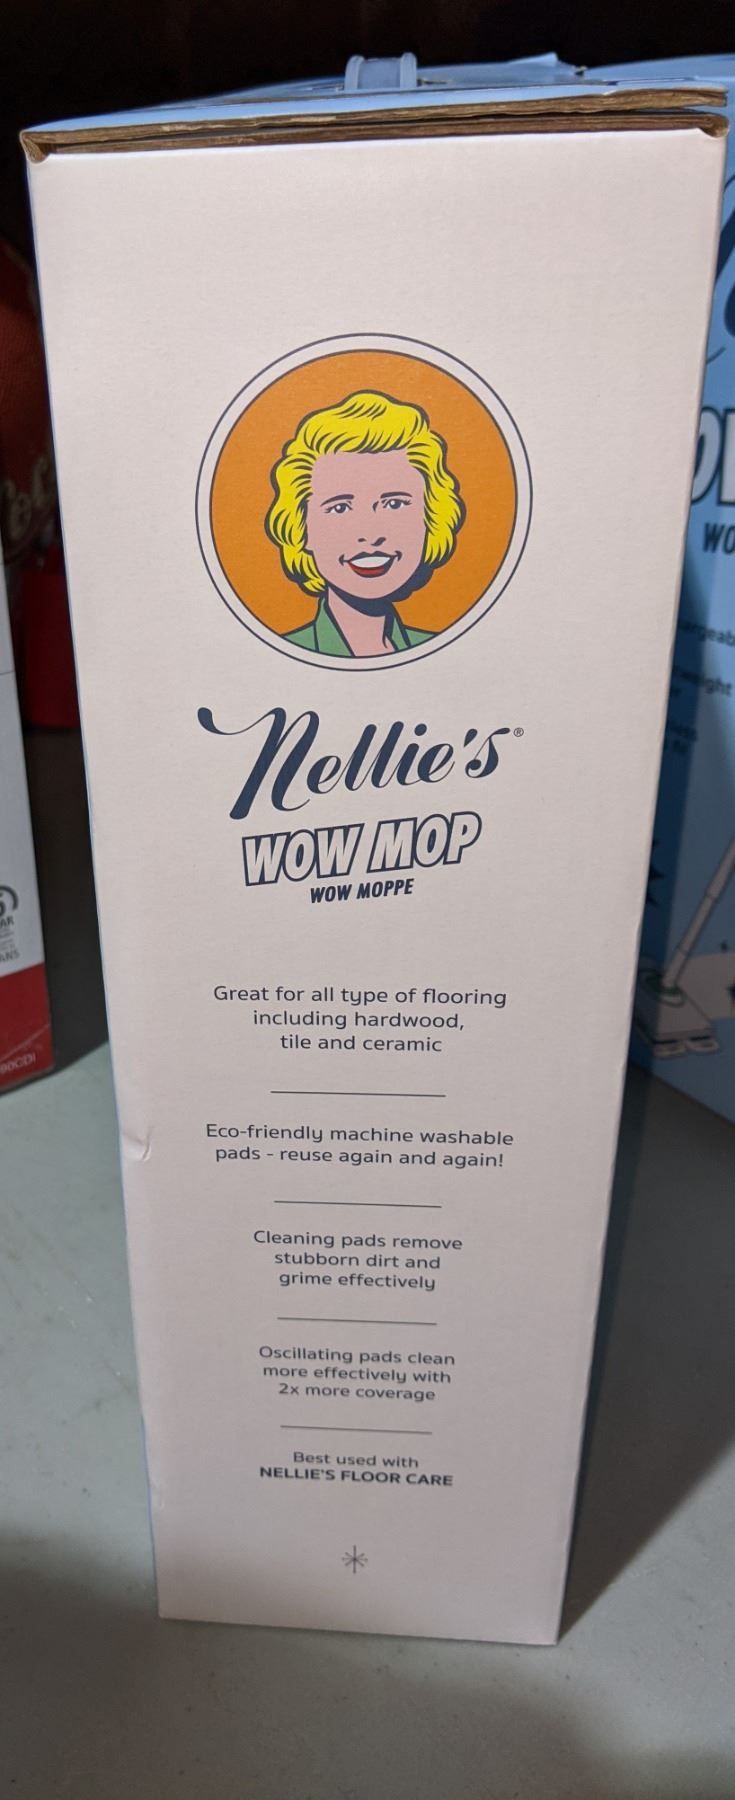 Nellie's®
WOW MOP
WOW MOPPE
Great for all type of flooring
including hardwood,
tile and ceramic
Eco-friendly machine washable
pads - reuse again and again!
Cleaning pads remove
stubborn dirt and
grime effectively
Oscillating pads clean
more effectively with
2x more coverage
Best used with
NELLIE'S FLOOR CARE